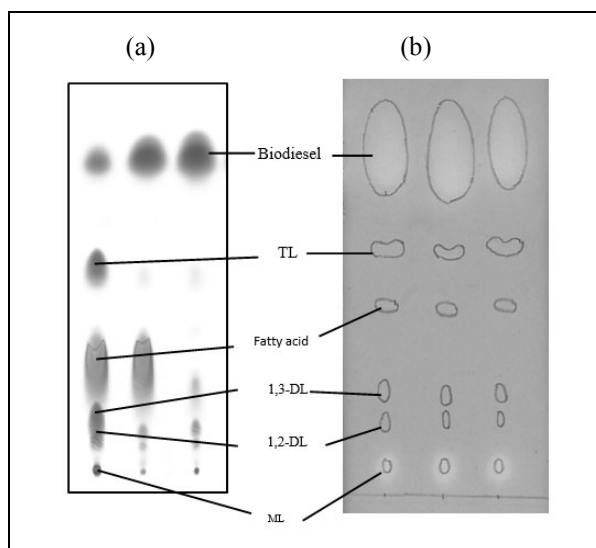 (a) (b)
Biodiesel
TL
Fatty acid
1,3-DL
1,2-DL
ML